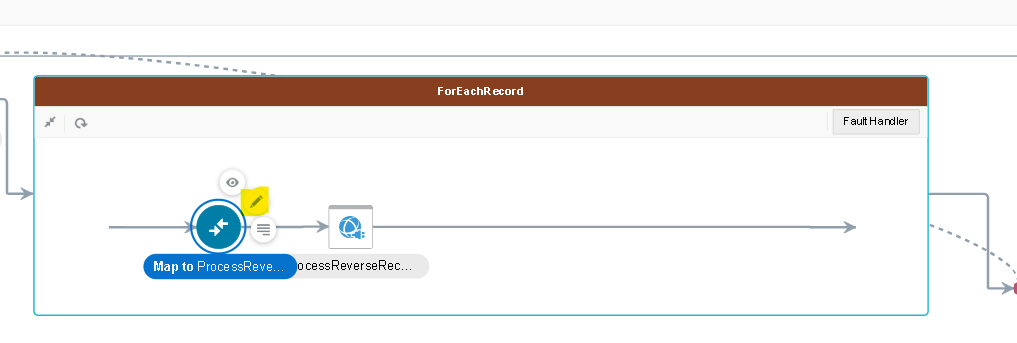 ForEachRecord
Fault Handler
Map to ProcessReve...
ocessReverseRec...